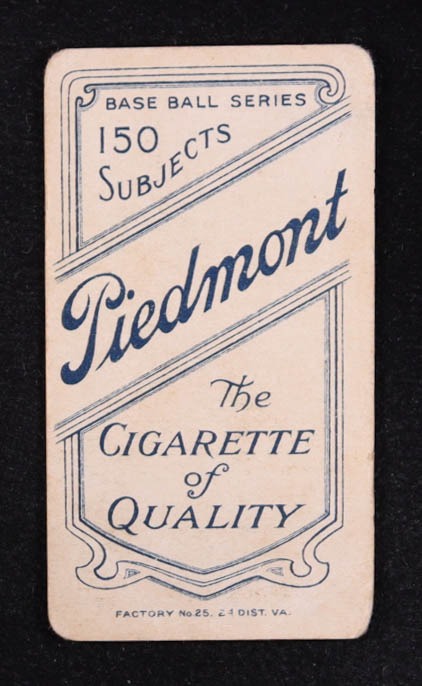 BASE BALL SERIES
150
SUBJECTS
Piedmont
The
CIGARETTE
of
QUALITY
FACTORY No. 25, 2d DIST. VA.